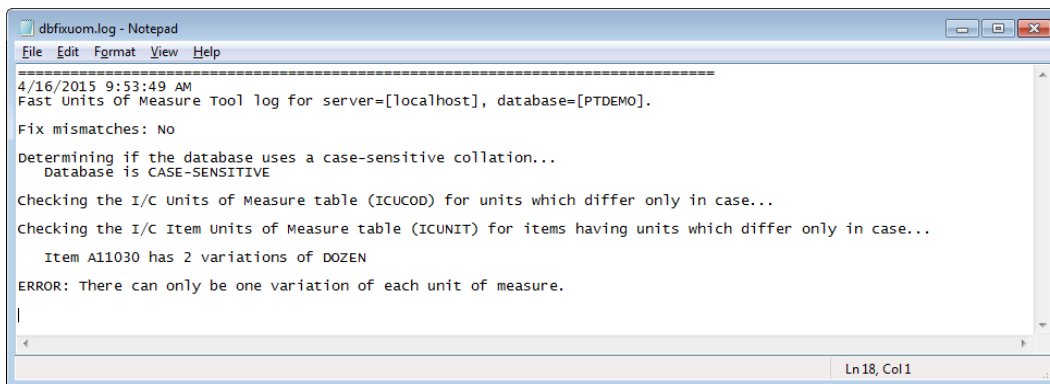 dbfixuom.log - Notepad
File Edit Format View Help
================================================================================
4/16/2015 9:53:49 AM
Fast Units Of Measure Tool log for server=[localhost], database=[PTDEMO].
Fix mismatches: No
Determining if the database uses a case-sensitive collation...
Database is CASE-SENSITIVE
Checking the I/C Units of Measure table (ICUCOD) for units which differ only in case...
Checking the I/C Item Units of Measure table (ICUNIT) for items having units which differ only in case...
Item A11030 has 2 variations of DOZEN
ERROR: There can only be one variation of each unit of measure.
Ln 18, Col 1